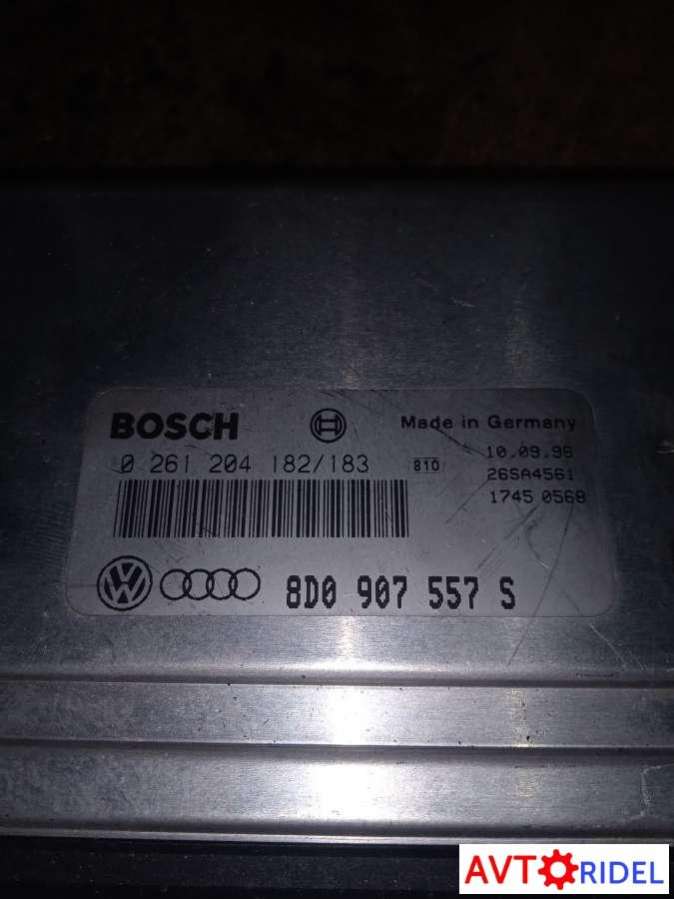 BOSCH
Made in Germany
0 261 204 182/183
810
10.09.96
26SA4561
1745 0568
8D0 907 557 S
AVTORIDEL